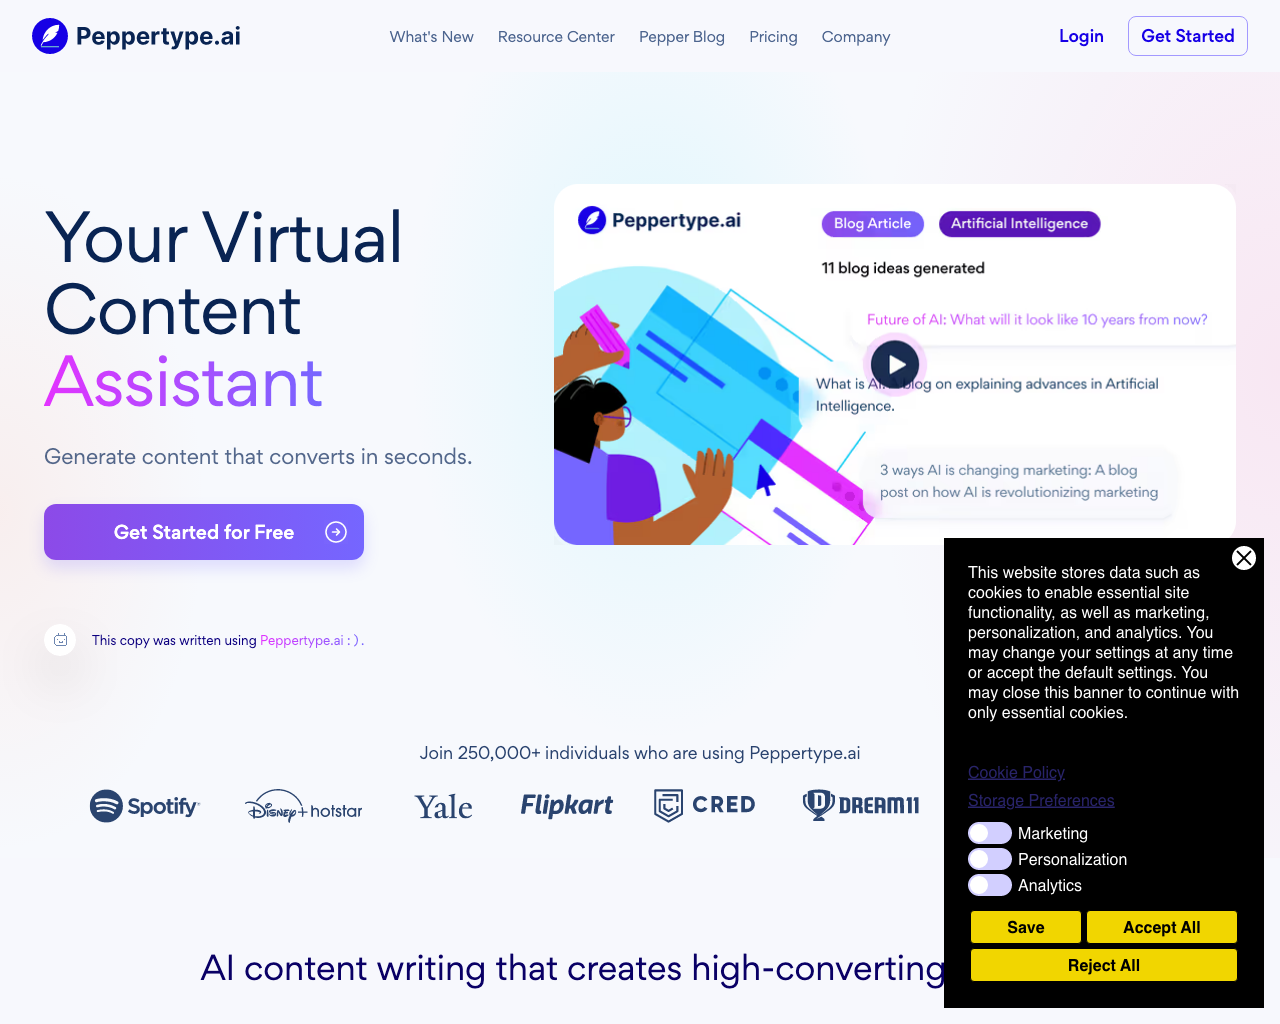 Peppertype.ai
What's New
Resource Center
Pepper Blog
Pricing
Company
Login
Get Started
Your Virtual
Content
Assistant
Generate content that converts in seconds.
Get Started for Free
This copy was written using Peppertype.ai : ) .
Peppertype.ai
Blog Article
Artificial Intelligence
11 blog ideas generated
Future of AI: What will it look like 10 years from now?
What is AI: A blog on explaining advances in Artificial
Intelligence.
3 ways AI is changing marketing: A blog
post on how AI is revolutionizing marketing
Join 250,000+ individuals who are using Peppertype.ai
Spotify
Disney+ hotstar
Yale
Flipkart
CRED
DREAM11
AI content writing that creates high-converting
This website stores data such as
cookies to enable essential site
functionality, as well as marketing,
personalization, and analytics. You
may change your settings at any time
or accept the default settings. You
may close this banner to continue with
only essential cookies.
Cookie Policy
Storage Preferences
Marketing
Personalization
Analytics
Save
Accept All
Reject All